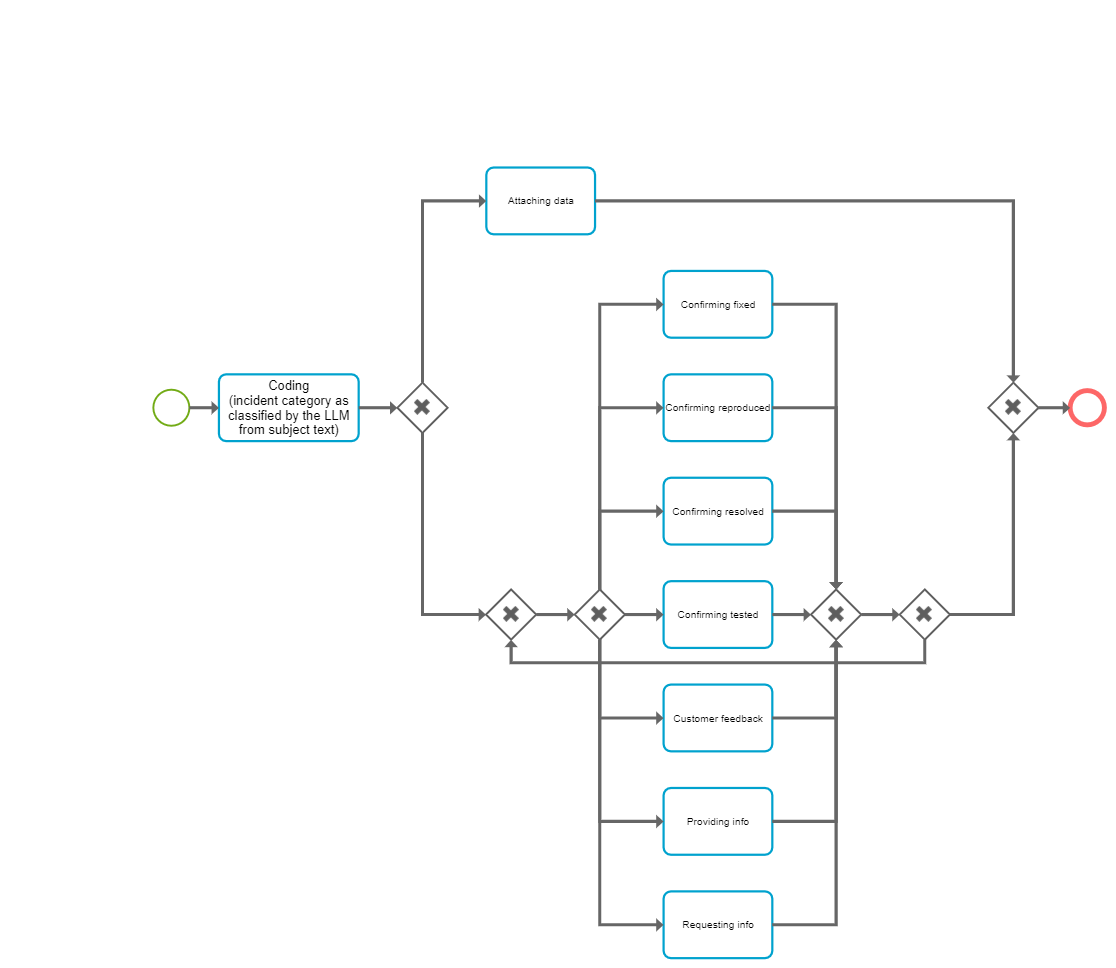 Attaching data
Confirming fixed
Coding
(incident category as
classified by the LLM
from subject text)
Confirming reproduced
Confirming resolved
Confirming tested
Customer feedback
Providing info
Requesting info